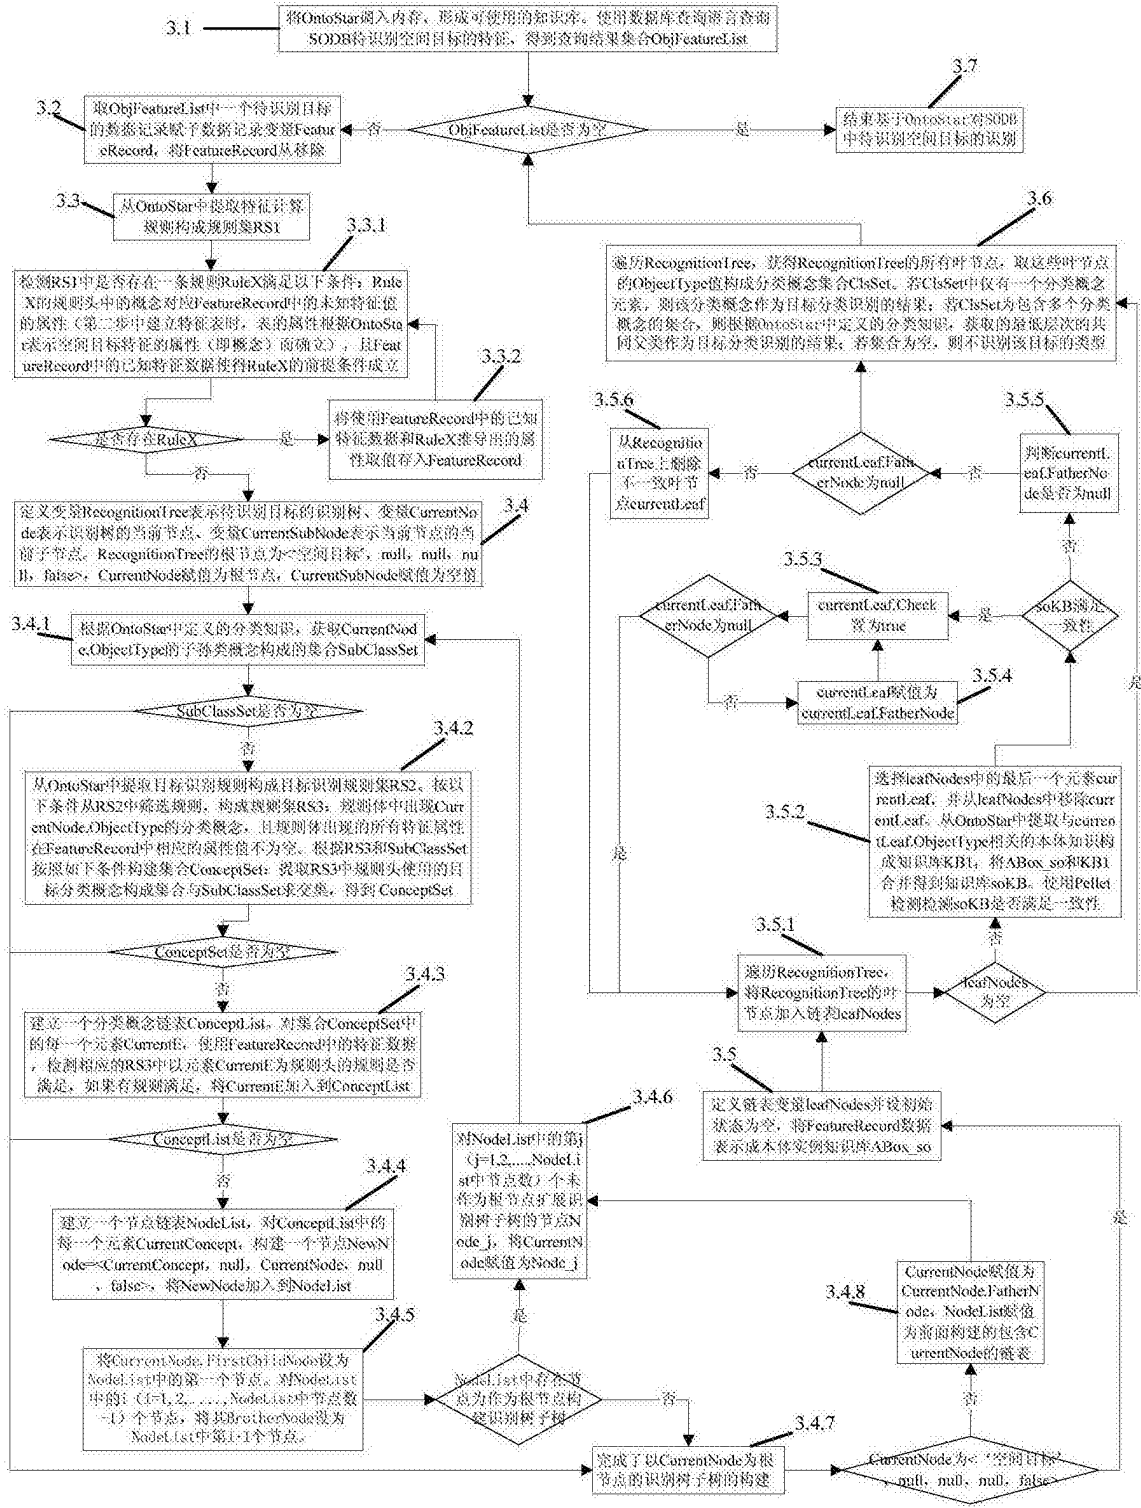 3.1
将OntoStar调入内存，形成可使用的知识库。使用数据库查询语言查询
SODB待识别空间目标的特征，得到查询结果集合ObjFeatureList
3.7
结束基于OntoStar对SODB
中待识别空间目标的识别
ObjFeatureList是否为空
否
是
3.2
取ObjFeatureList中一个待识别目标
的数据记录赋予数据记录变量Featur
eRecord，将FeatureRecord从移除
3.3
从OntoStar中提取特征计算
规则构成规则集RS1
3.3.1
检测RS1中是否存在一条规则RuleX满足以下条件：Rule
X的规则头中的概念对应FeatureRecord中的未知特征值
的属性（第二步中建立特征表时，表的属性根据OntoSta
r表示空间目标特征的属性（即概念）而确立），且Feat
ureRecord中的已知特征数据使得RuleX的前提条件成立
3.3.2
将使用FeatureRecord中的已知
特征数据和RuleX推导出的属
性取值存入FeatureRecord
是否存在RuleX
是
否
3.4
定义变量RecognitionTree表示待识别目标的识别树、变量CurrentNo
de表示识别树的当前节点、变量CurrentSubNode表示当前节点的当
前子节点。RecognitionTree的根节点为<“空间目标”，null，null，nu
ll，false>，CurrentNode赋值为根节点，CurrentSubNode赋值为空值
3.4.1
根据OntoStar中定义的分类知识，获取CurrentNod
e.ObjectType的子孙类概念构成的集合SubClassSet
SubClassSet是否为空
否
3.4.2
从OntoStar中提取目标识别规则构成目标识别规则集RS2。按以
下条件从RS2中筛选规则，构成规则集RS3：规则体中出现Cur
rentNode.ObjectType的分类概念，且规则体出现的所有特征属性
在FeatureRecord中相应的属性值不为空。根据RS3和SubClassSet
按照如下条件构建集合ConceptSet：提取RS3中规则头使用的目
标分类概念构成集合与SubClassSet求交集，得到 ConceptSet
ConceptSet是否为空
否
3.4.3
建立一个分类概念链表ConceptList，对集合ConceptSet中
的每一个元素CurrentE，使用FeatureRecord中的特征数据
，检测相应的RS3中以元素CurrentE为规则头的规则是否
满足，如果有规则满足，将CurrentE加入到ConceptList
ConceptList是否为空
否
3.4.4
建立一个节点链表NodeList，对ConceptList中的
每一个元素CurrentConcept，构建一个节点NewN
ode=<CurrentConcept，null，CurrentNode，null
，false>，将NewNode加入到NodeList
3.4.5
将CurrentNode.FirstChildNode设为
NodeList中的第一个节点。对NodeList
中的i（i=1,2,.....,NodeList中节点数
-1）个节点，将其BrotherNode设为
NodeList中第i+1个节点。
NodeList中存在节
点为作为根节点构
建识别树子树
是
否
3.4.6
对NodeList中的第j
（j=1,2,....,NodeLi
st中节点数）个未
作为根节点扩展识
别树子树的节点N
ode_j，将CurrentN
ode赋值为Node_j
3.4.7
完成了以CurrentNode为根
节点的识别树子树的构建
CurrentNode为<“空间目标”
，null，null，null，false>
否
是
3.4.8
CurrentNode赋值为
CurrentNode.FatherN
ode，NodeList赋值
为前面构建的包含C
urrentNode的链表
3.5
定义链表变量leafNodes并设初始
状态为空，将FeatureRecord数据
表示成本体实例知识库ABox_so
3.5.1
遍历RecognitionTree，
将RecognitionTree的叶
节点加入链表leafNodes
leafNodes
为空
否
是
3.5.2
选择leafNodes中的最后一个元素cu
rrentLeaf，并从leafNodes中移除cur
rentLeaf。从OntoStar中提取与curren
tLeaf.ObjectType相关的本体知识构
成知识库KB1，将ABox_so和KB1
合并得到知识库soKB。使用Pellet
检测检测soKB是否满足一致性
soKB满足
一致性
是
否
3.5.3
currentLeaf.Check
置为true
3.5.4
currentLeaf赋值为
currentLeaf.FatherNode
currentLeaf.Fath
erNode为null
否
是
3.5.5
判断currentL
eaf.FatherNo
de是否为null
否
currentLeaf.Fath
erNode为null
否
3.5.6
从Recognitio
nTree上删除
不一致叶节
点currentLeaf
3.6
遍历RecognitionTree，获得RecognitionTree的所有叶节点，取这些叶节点
的ObjectType值构成分类概念集合ClsSet。若ClsSet中仅有一个分类概念
元素，则该分类概念作为目标分类识别的结果；若ClsSet为包含多个分类
概念的集合，则根据OntoStar中定义的分类知识，获取的最低层次的共
同父类作为目标分类识别的结果；若集合为空，则不识别该目标的类型